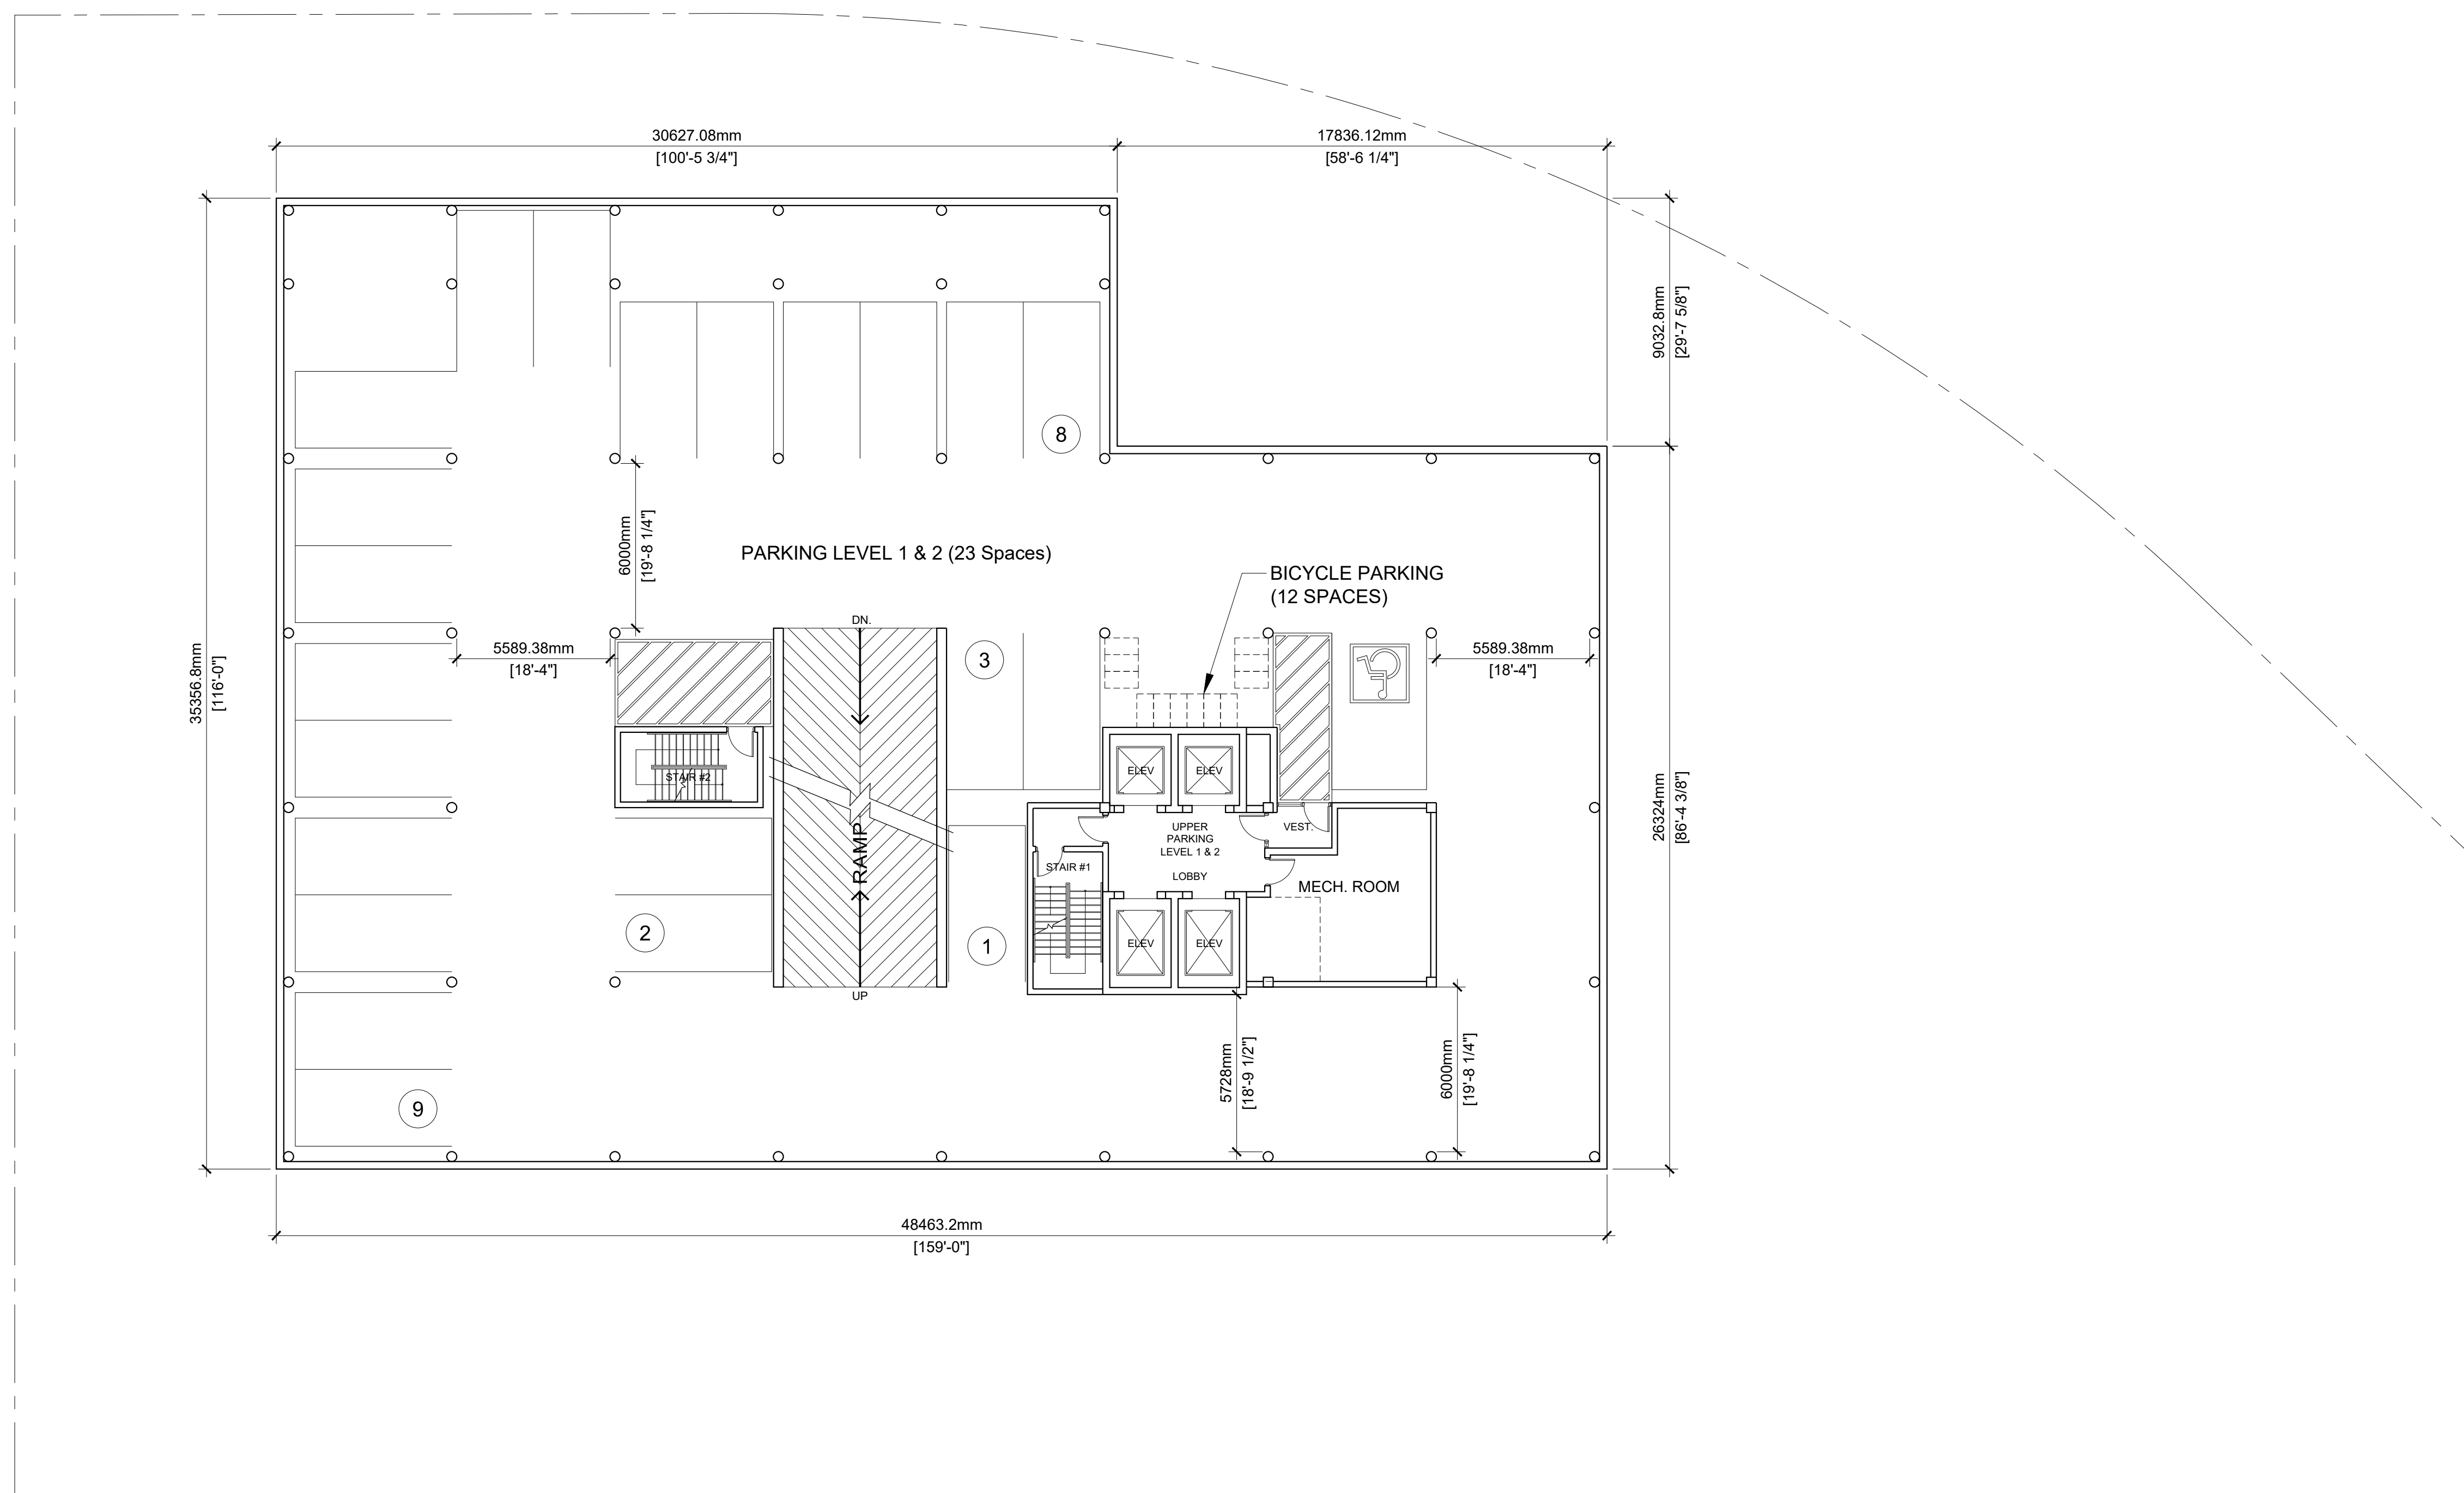 30627.08mm
[100'-5 3/4"]
17836.12mm
[58'-6 1/4"]
9032.8mm
[29'-7 5/8"]
8
6000mm
[19'-8 1/4"]
PARKING LEVEL 1 & 2 (23 Spaces)
BICYCLE PARKING
(12 SPACES)
DN.
35356.8mm
[116'-0"]
5589.38mm
[18'-4"]
3
5589.38mm
[18'-4"]
STAIR #2
ELEV
ELEV
26324mm
[86'-4 3/8"]
RAMP
UPPER
PARKING
LEVEL 1 & 2
LOBBY
VEST.
STAIR #1
MECH. ROOM
2
1
ELEV
ELEV
UP
5728mm
[18'-9 1/2"]
6000mm
[19'-8 1/4"]
9
48463.2mm
[159'-0"]